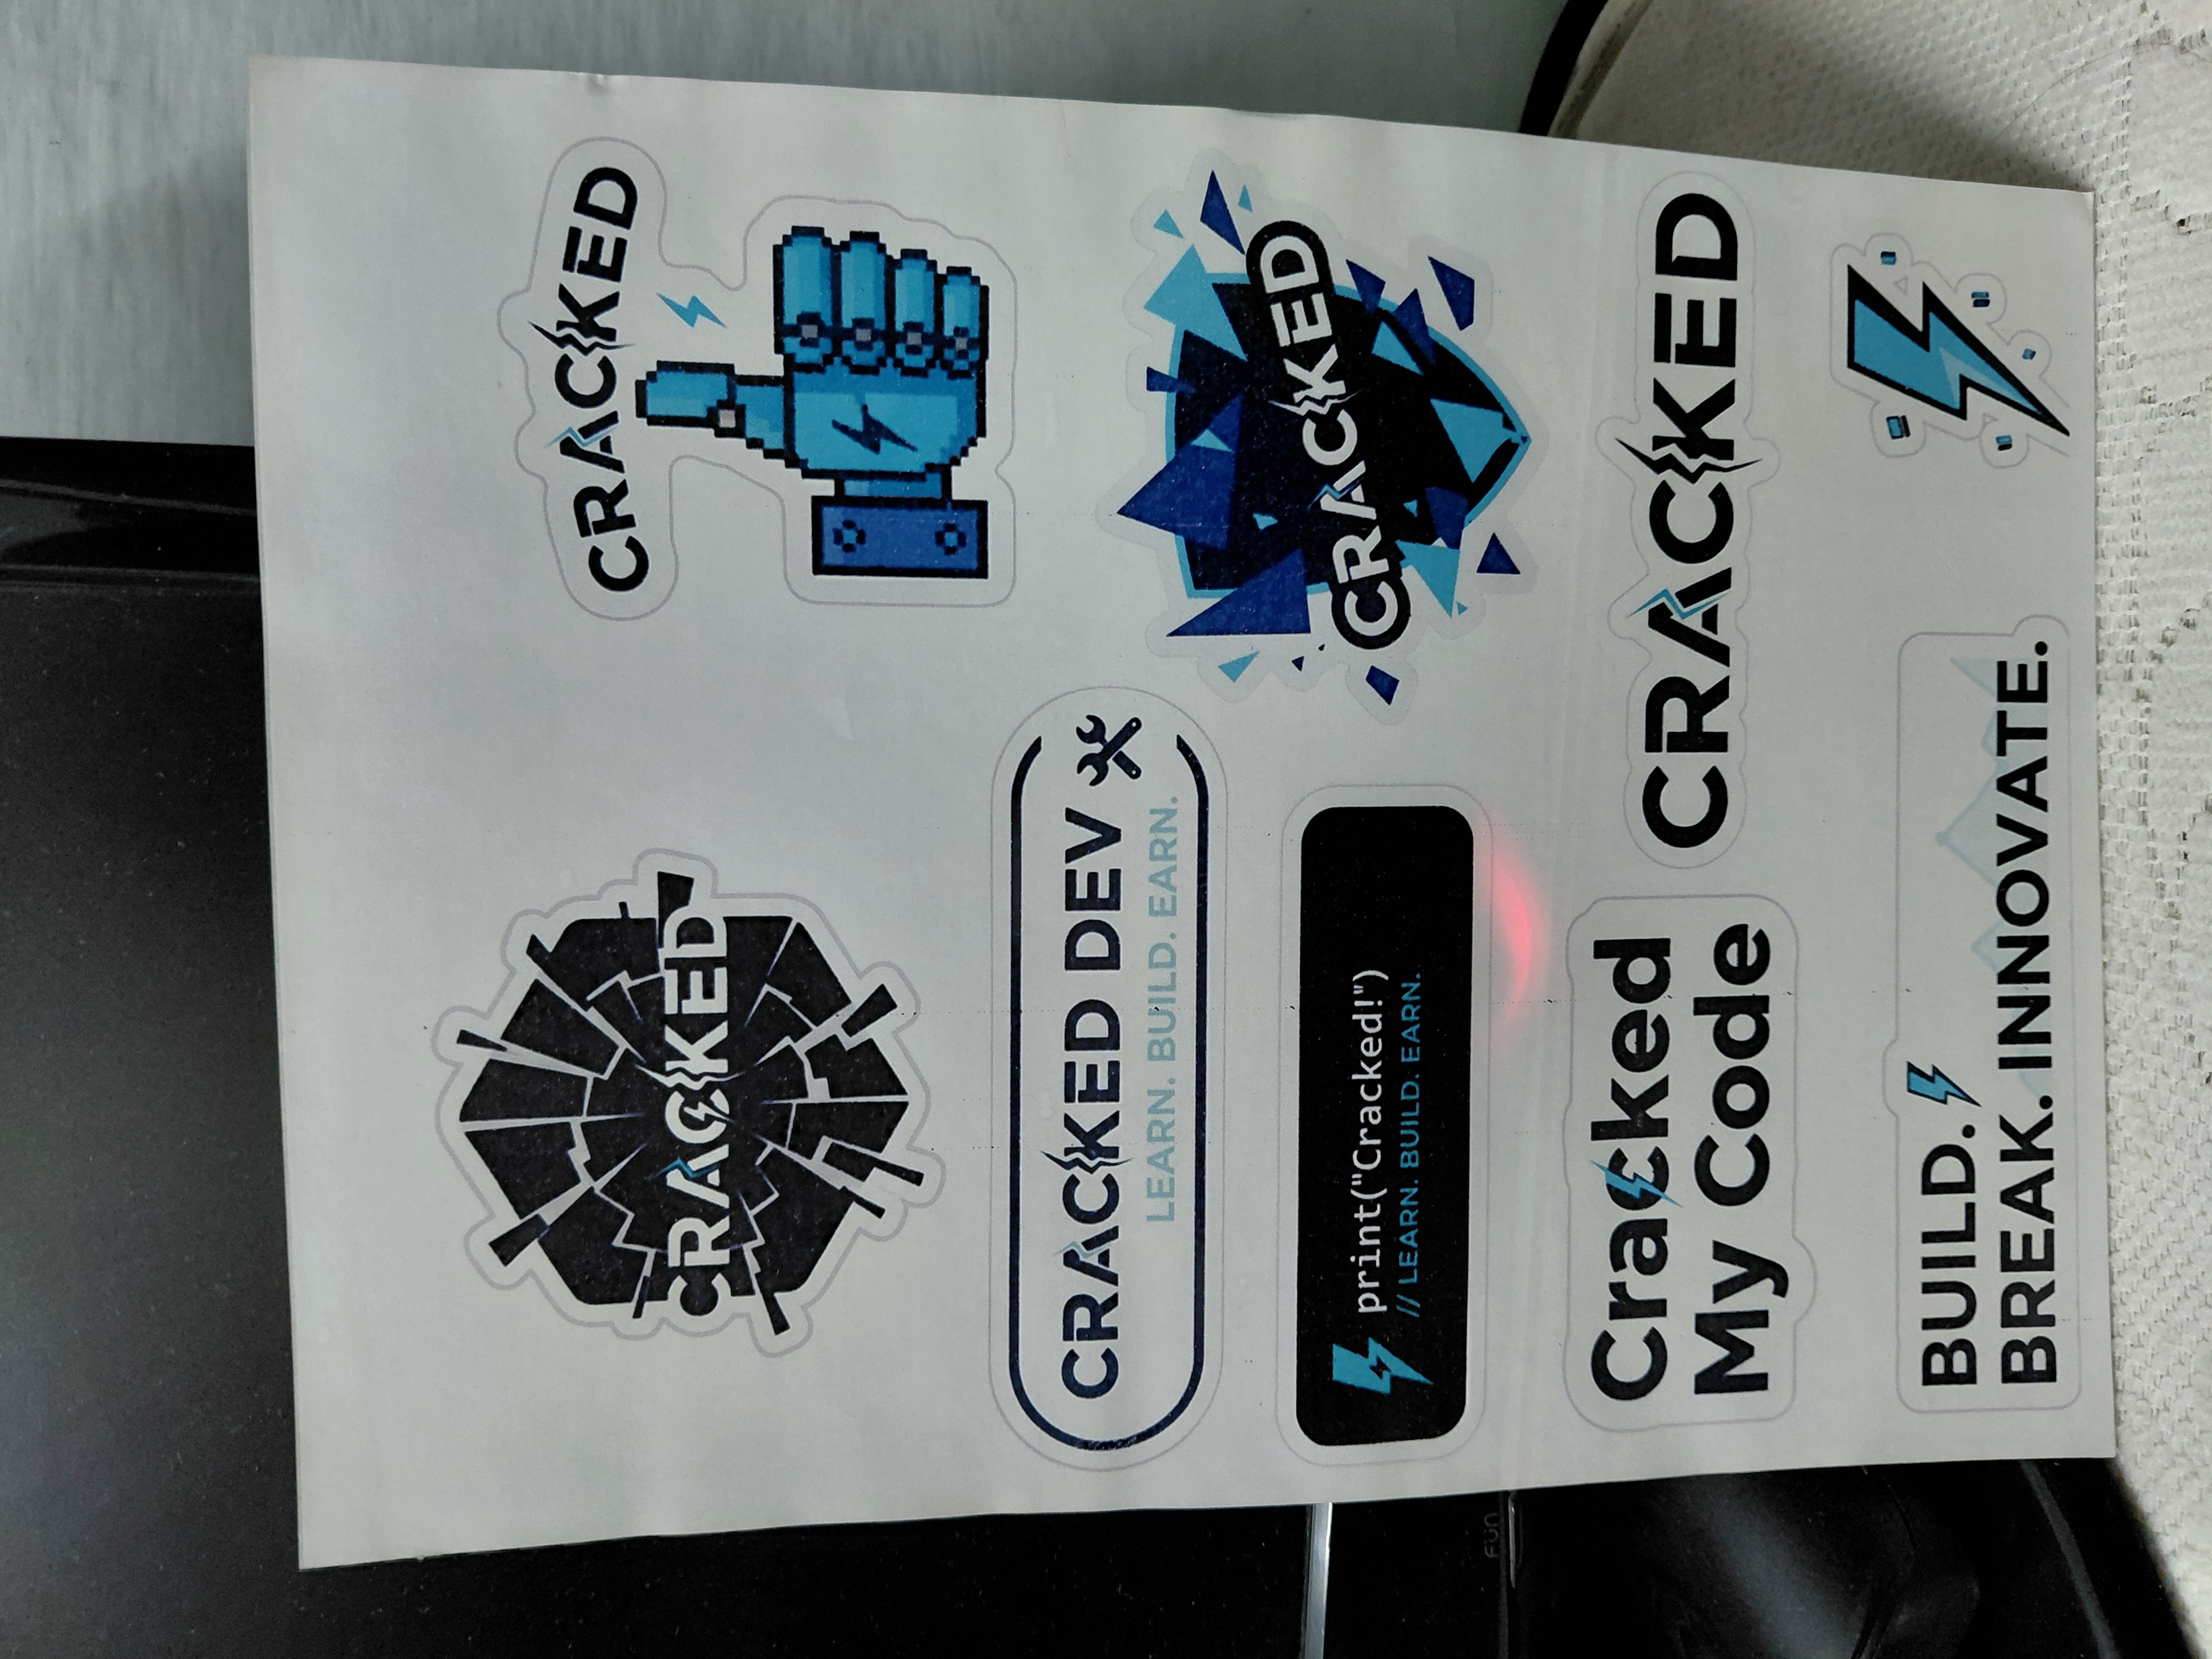 CRACKED
CRACKED
CRACKED DEV
LEARN. BUILD. EARN.
CRACKED
print("Cracked!")
// LEARN. BUILD. EARN.
FUN
Cracked
My Code
CRACKED
BUILD.
BREAK. INNOVATE.